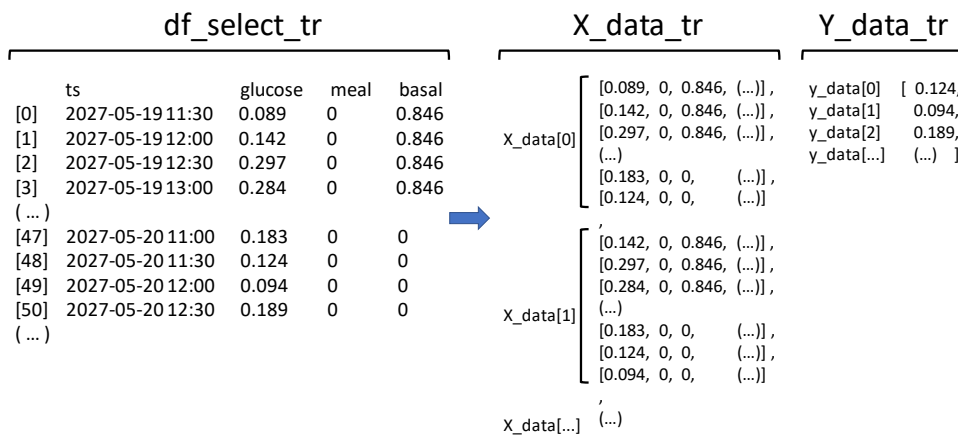 df_select_tr
ts glucose meal basal
[0] 2027-05-19 11:30 0.089 0 0.846
[1] 2027-05-19 12:00 0.142 0 0.846
[2] 2027-05-19 12:30 0.297 0 0.846
[3] 2027-05-19 13:00 0.284 0 0.846
( ... )
[47] 2027-05-20 11:00 0.183 0 0
[48] 2027-05-20 11:30 0.124 0 0
[49] 2027-05-20 12:00 0.094 0 0
[50] 2027-05-20 12:30 0.189 0 0
( ... )
X_data_tr
X_data[0]
[0.089, 0, 0.846, (...)] ,
[0.142, 0, 0.846, (...)] ,
[0.297, 0, 0.846, (...)] ,
(...)
[0.183, 0, 0, (...)] ,
[0.124, 0, 0, (...)]
,
X_data[1]
[0.142, 0, 0.846, (...)] ,
[0.297, 0, 0.846, (...)] ,
[0.284, 0, 0.846, (...)] ,
(...)
[0.183, 0, 0, (...)] ,
[0.124, 0, 0, (...)] ,
[0.094, 0, 0, (...)]
,
X_data[...] (...)
Y_data_tr
y_data[0] [ 0.124,
y_data[1] 0.094,
y_data[2] 0.189,
y_data[...] (...) ]